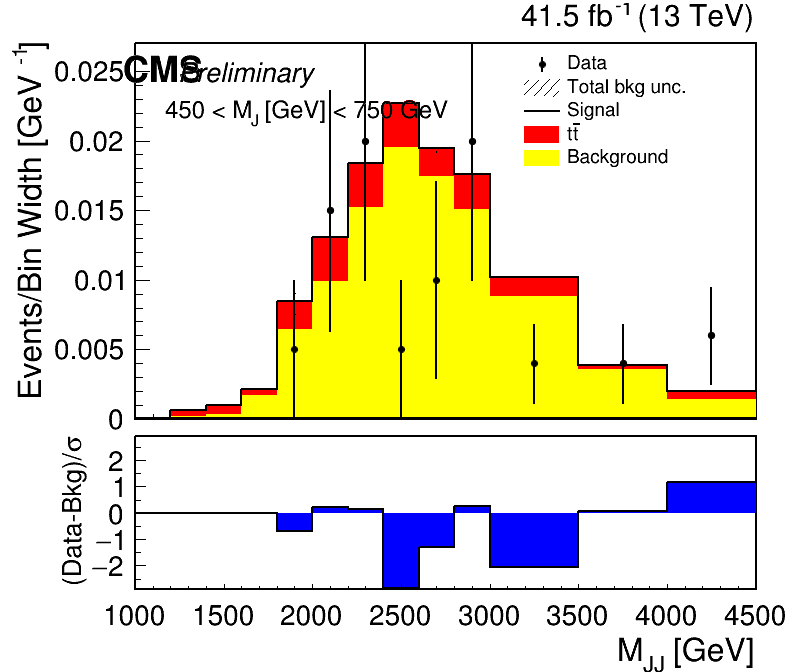 41.5 fb-1 (13 TeV)
CMS Preliminary
450 < MJ [GeV] < 750 GeV
Data
Total bkg unc.
Signal
tt̄
Background
Events/Bin Width [GeV-1]
0.025
0.02
0.015
0.01
0.005
0
(Data-Bkg)/σ
2
1
0
−1
−2
1000 1500 2000 2500 3000 3500 4000 4500
MJJ [GeV]